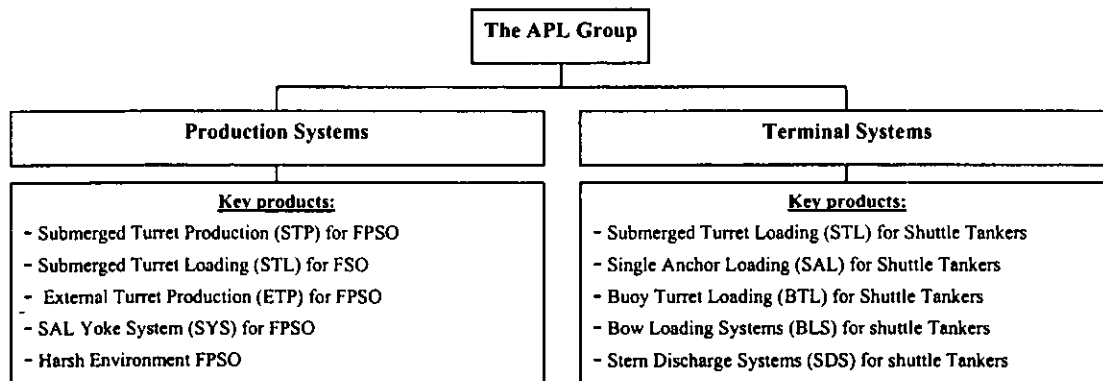 The APL Group
Production Systems
Key products:
- Submerged Turret Production (STP) for FPSO
- Submerged Turret Loading (STL) for FSO
- External Turret Production (ETP) for FPSO
- SAL Yoke System (SYS) for FPSO
- Harsh Environment FPSO
Terminal Systems
Key products:
- Submerged Turret Loading (STL) for Shuttle Tankers
- Single Anchor Loading (SAL) for Shuttle Tankers
- Buoy Turret Loading (BTL) for Shuttle Tankers
- Bow Loading Systems (BLS) for shuttle Tankers
- Stern Discharge Systems (SDS) for shuttle Tankers